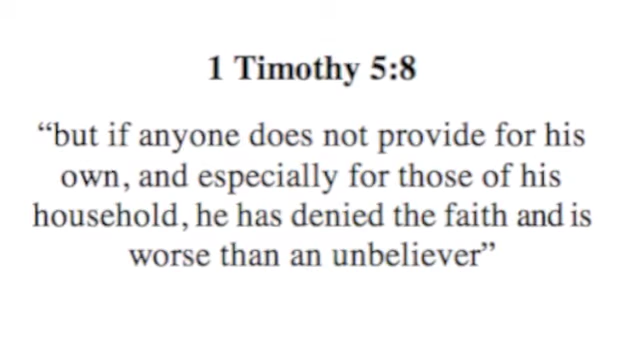 1 Timothy 5:8
“but if anyone does not provide for his
own, and especially for those of his
household, he has denied the faith and is
worse than an unbeliever”